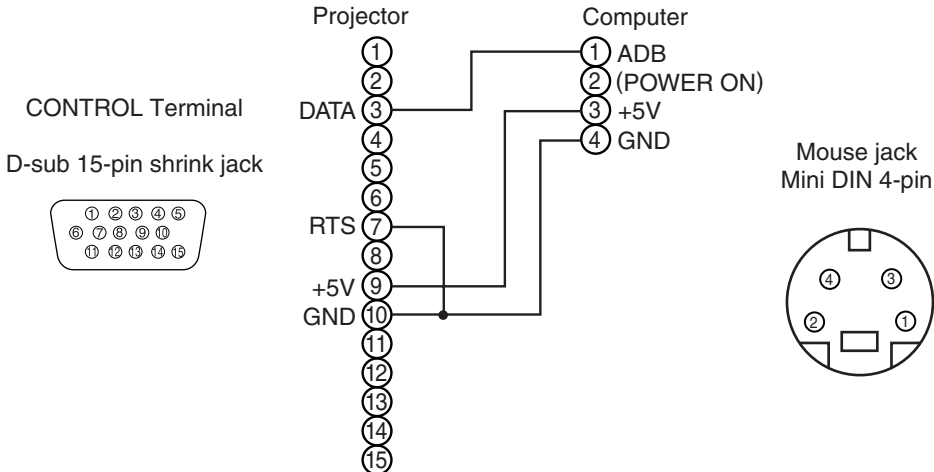 Projector
Computer
CONTROL Terminal
D-sub 15-pin shrink jack
① ② ③ ④ ⑤
⑥ ⑦ ⑧ ⑨ ⑩
⑪ ⑫ ⑬ ⑭ ⑮
①
②
DATA ③
④
⑤
⑥
RTS ⑦
⑧
+5V ⑨
GND ⑩
⑪
⑫
⑬
⑭
⑮
① ADB
② (POWER ON)
③ +5V
④ GND
Mouse jack
Mini DIN 4-pin
④ ③
② ①